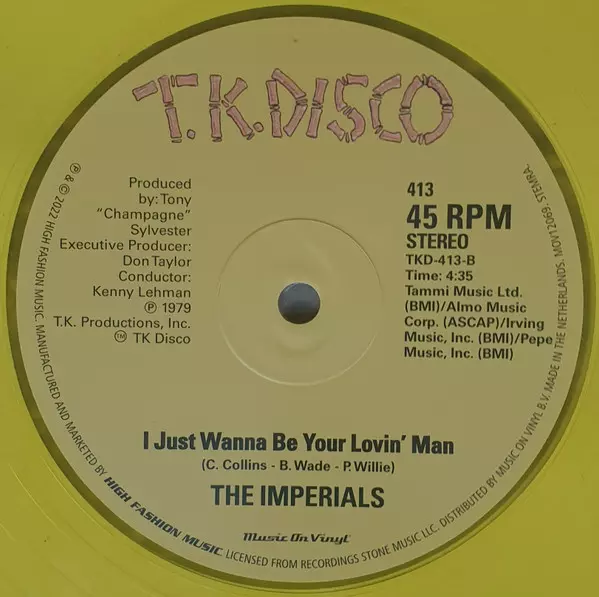 T.K. DISCO
Produced
by: Tony
"Champagne"
Sylvester
Executive Producer:
Don Taylor
Conductor:
Kenny Lehman
℗ 1979
T.K. Productions, Inc.
™ TK Disco
413
45 RPM
STEREO
TKD-413-B
Time: 4:35
Tammi Music Ltd.
(BMI)/Almo Music
Corp. (ASCAP)/Irving
Music, Inc. (BMI)/Pepe
Music, Inc. (BMI)
I Just Wanna Be Your Lovin' Man
(C. Collins - B. Wade - P. Willie)
THE IMPERIALS
Music On Vinyl
℗ & © 2022 HIGH FASHION MUSIC. MANUFACTURED AND MARKETED BY HIGH FASHION MUSIC. LICENSED FROM RECORDINGS STONE MUSIC LLC. DISTRIBUTED BY MUSIC ON VINYL B.V. MADE IN THE NETHERLANDS. MOV12069. STEMRA.